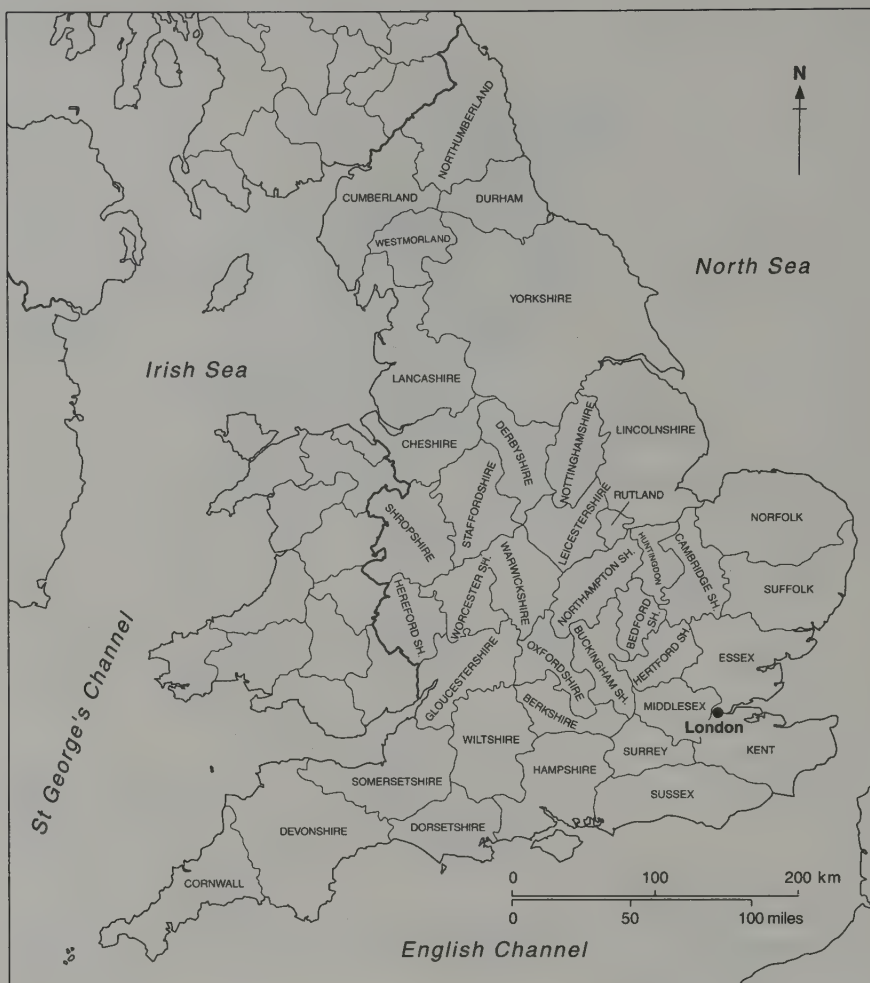 N
NORTHUMBERLAND
CUMBERLAND
DURHAM
WESTMORLAND
North Sea
YORKSHIRE
Irish Sea
LANCASHIRE
CHESHIRE
DERBYSHIRE
NOTTINGHAMSHIRE
LINCOLNSHIRE
SHROPSHIRE
STAFFORDSHIRE
LEICESTERSHIRE
RUTLAND
NORFOLK
HEREFORD SH.
WORCESTER SH.
WARWICKSHIRE
NORTHAMPTON SH.
HUNTINGDON
CAMBRIDGE SH.
SUFFOLK
BEDFORD
SH.
GLOUCESTERSHIRE
OXFORDSHIRE
BUCKINGHAM SH.
HERTFORD SH.
ESSEX
St George's Channel
BERKSHIRE
MIDDLESEX
London
WILTSHIRE
SURREY
KENT
SOMERSETSHIRE
HAMPSHIRE
SUSSEX
DEVONSHIRE
DORSETSHIRE
CORNWALL
0 100 200 km
0 50 100 miles
English Channel